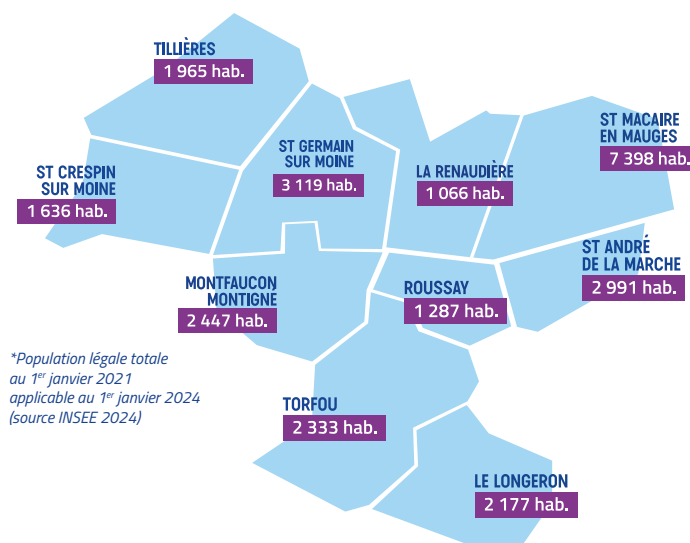 TILLIÈRES
1 965 hab.
ST GERMAIN
SUR MOINE
3 119 hab.
ST MACAIRE
EN MAUGES
7 398 hab.
LA RENAUDIÈRE
1 066 hab.
ST CRESPIN
SUR MOINE
1 636 hab.
ST ANDRÉ
DE LA MARCHE
2 991 hab.
MONTFAUCON
MONTIGNE
2 447 hab.
ROUSSAY
1 287 hab.
*Population légale totale
au 1er janvier 2021
applicable au 1er janvier 2024
(source INSEE 2024)
TORFOU
2 333 hab.
LE LONGERON
2 177 hab.